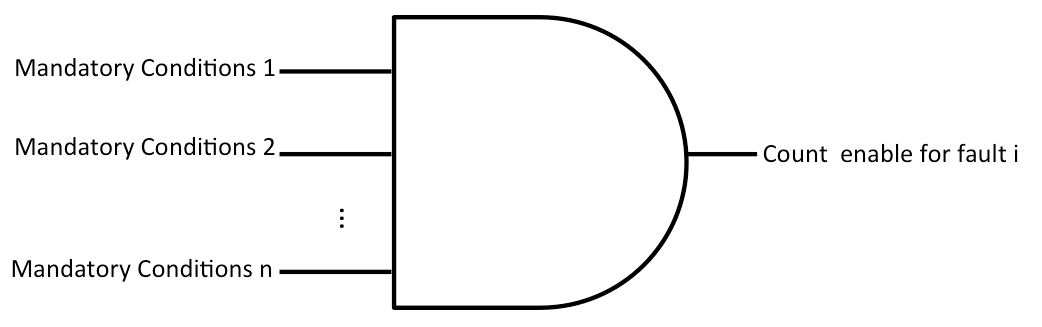 Mandatory Conditions 1
Mandatory Conditions 2
⋮
Mandatory Conditions n
Count enable for fault i